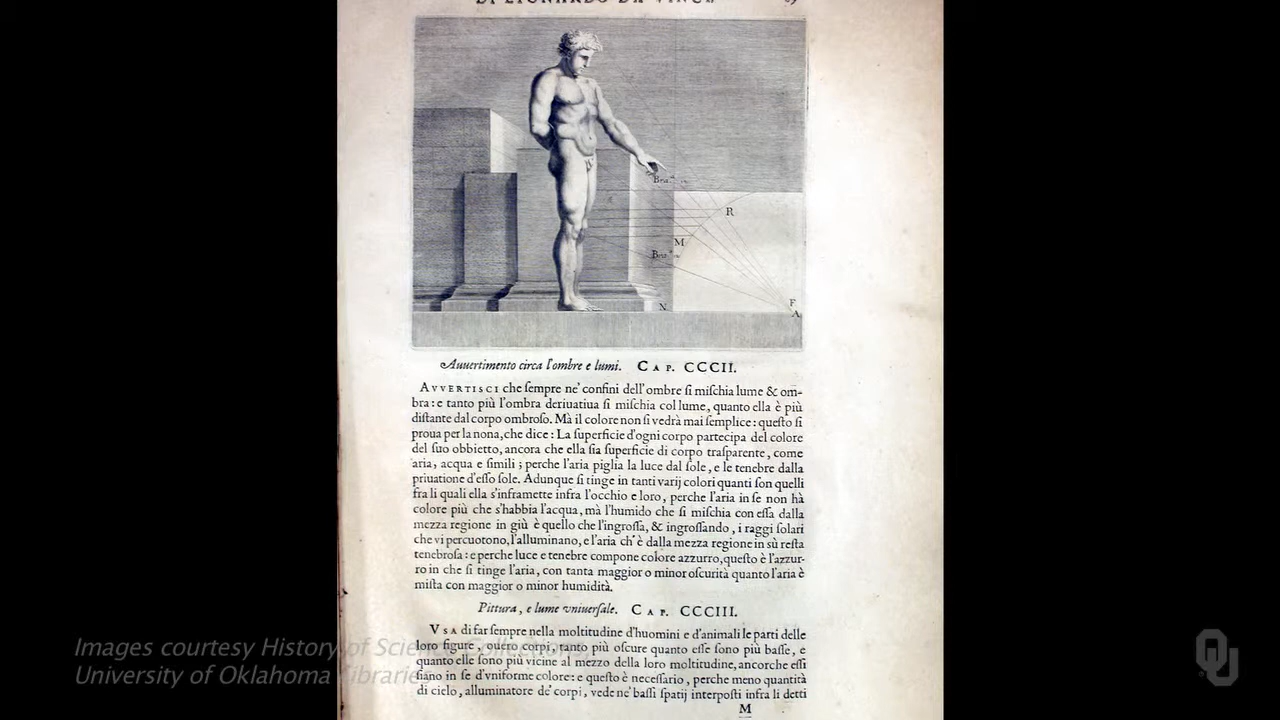 DI LIONARDO DA VINCI.
R
M
F
A
N
Auuertimento circa l'ombre e lumi. CAP. CCCII.
AVVERTISCI che ſempre ne' confini dell'ombre ſi miſchia lume & om-
bra: e tanto più l'ombra deriuatiua ſi miſchia col lume, quanto ella è più
diſtante dal corpo ombroſo. Mà il colore non ſi vedrà mai ſemplice: queſto ſi
proua per la nona, che dice: La ſuperficie d'ogni corpo partecipa del colore
del ſuo obbietto, ancora che ella ſia ſuperficie di corpo traſparente, come
aria, acqua e ſimili; perche l'aria piglia la luce dal ſole, e le tenebre dalla
priuatione d'eſſo ſole. Adunque ſi tinge in tanti varij colori quanti ſon quelli
fra li quali ella s'inframette infra l'occhio e loro, perche l'aria in ſe non hà
colore più che s'habbia l'acqua, mà l'humido che ſi miſchia con eſſa dalla
mezza regione in giù è quello che l'ingroſſa, & ingroſſando, i raggi ſolari
che vi percuotono, l'alluminano, e l'aria ch'è dalla mezza regione in sù reſta
tenebroſa: e perche luce e tenebre compone colore azzurro, queſto è l'azzur-
ro in che ſi tinge l'aria, con tanta maggior o minor oſcurità quanto l'aria è
miſta con maggior o minor humidità.
Pittura, e lume vniuerſale. CAP. CCCIII.
VSA di far ſempre nella moltitudine d'huomini e d'animali le parti delle
loro figure, ouero corpi, tanto più oſcure quanto eſſe ſono più baſſe, e
quanto elle ſono più vicine al mezzo della loro moltitudine, ancorche eſſi
ſiano in ſe d'vniforme colore: e queſto è neceſſario, perche meno quantità
di cielo, alluminatore de' corpi, vede ne' baſſi ſpatij interpoſti infra li detti
M
Images courtesy History of Science Collections,
University of Oklahoma Libraries
OU